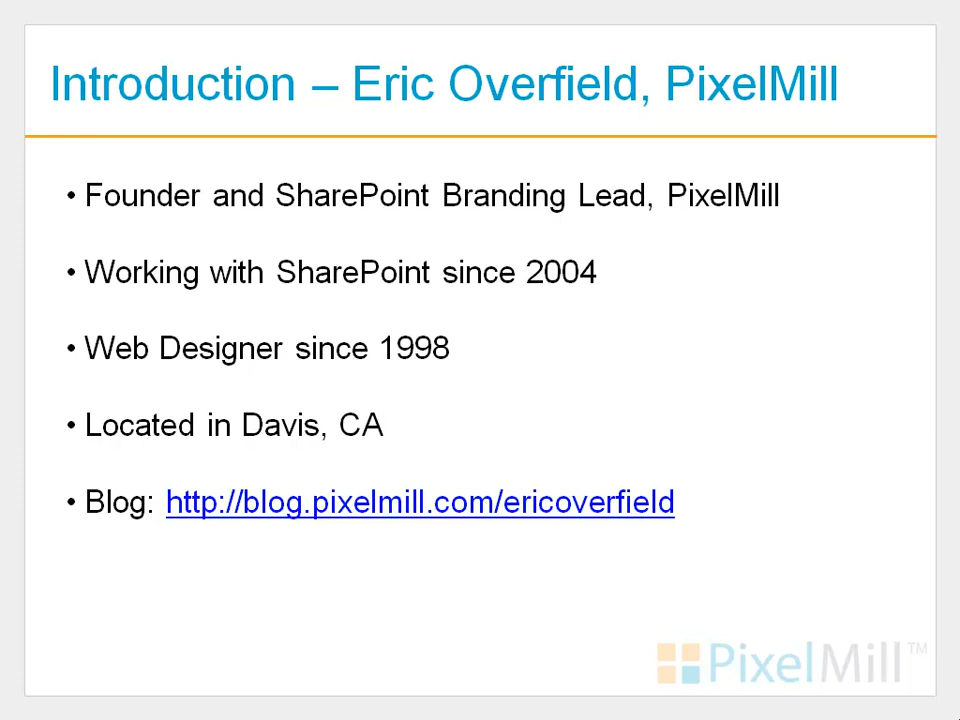 Introduction – Eric Overfield, PixelMill
• Founder and SharePoint Branding Lead, PixelMill
• Working with SharePoint since 2004
• Web Designer since 1998
• Located in Davis, CA
• Blog: http://blog.pixelmill.com/ericoverfield
PixelMill™